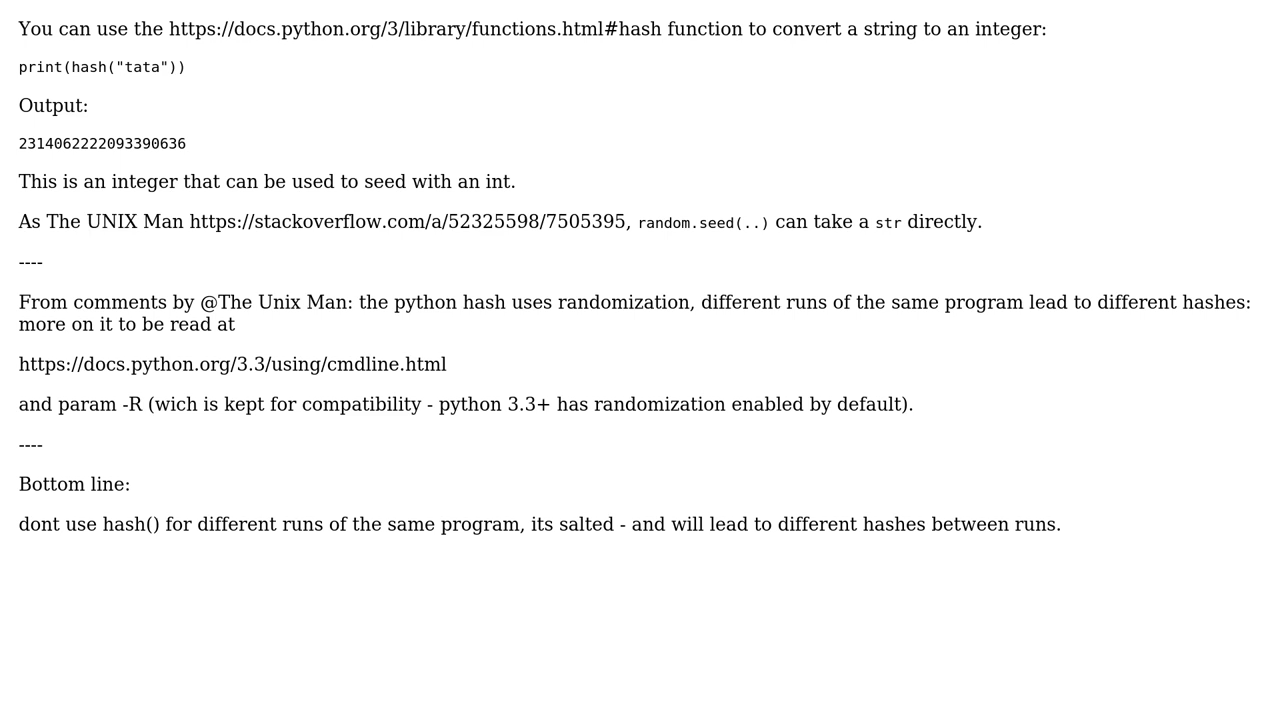 You can use the https://docs.python.org/3/library/functions.html#hash function to convert a string to an integer:
print(hash("tata"))
Output:
2314062222093390636
This is an integer that can be used to seed with an int.
As The UNIX Man https://stackoverflow.com/a/52325598/7505395, random.seed(..) can take a str directly.
----
From comments by @The Unix Man: the python hash uses randomization, different runs of the same program lead to different hashes:
more on it to be read at
https://docs.python.org/3.3/using/cmdline.html
and param -R (wich is kept for compatibility - python 3.3+ has randomization enabled by default).
----
Bottom line:
dont use hash() for different runs of the same program, its salted - and will lead to different hashes between runs.